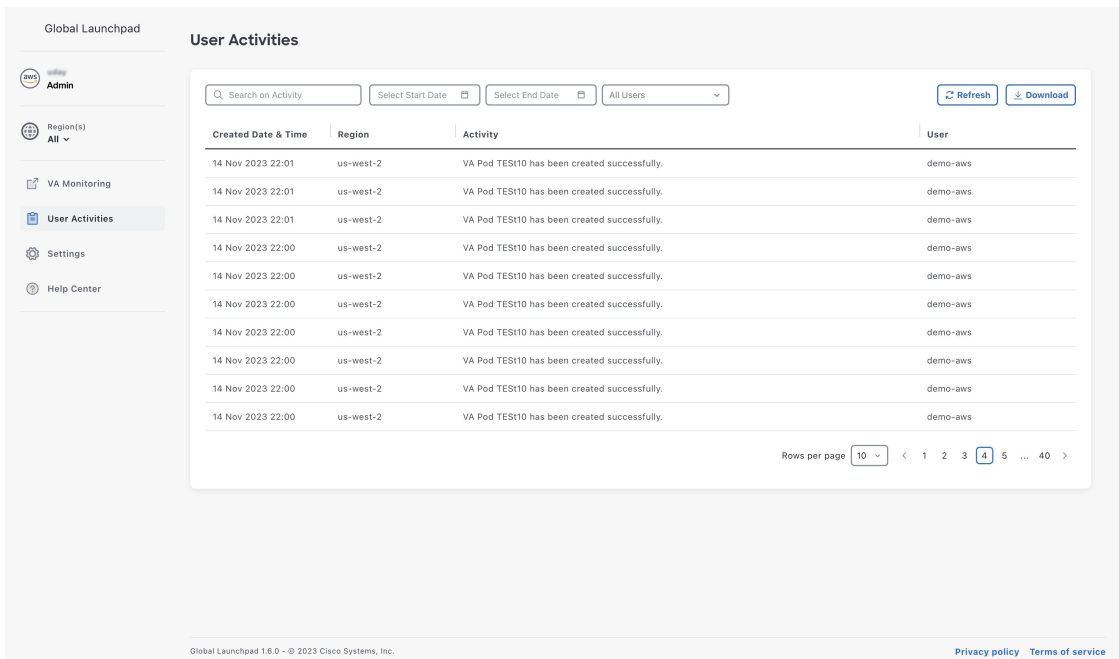 Global Launchpad
aws
Admin
Region(s)
All
VA Monitoring
User Activities
Settings
Help Center
User Activities
Search on Activity Select Start Date Select End Date All Users Refresh Download
Created Date & Time Region Activity User
14 Nov 2023 22:01 us-west-2 VA Pod TESt10 has been created successfully. demo-aws
14 Nov 2023 22:01 us-west-2 VA Pod TESt10 has been created successfully. demo-aws
14 Nov 2023 22:01 us-west-2 VA Pod TESt10 has been created successfully. demo-aws
14 Nov 2023 22:00 us-west-2 VA Pod TESt10 has been created successfully. demo-aws
14 Nov 2023 22:00 us-west-2 VA Pod TESt10 has been created successfully. demo-aws
14 Nov 2023 22:00 us-west-2 VA Pod TESt10 has been created successfully. demo-aws
14 Nov 2023 22:00 us-west-2 VA Pod TESt10 has been created successfully. demo-aws
14 Nov 2023 22:00 us-west-2 VA Pod TESt10 has been created successfully. demo-aws
14 Nov 2023 22:00 us-west-2 VA Pod TESt10 has been created successfully. demo-aws
14 Nov 2023 22:00 us-west-2 VA Pod TESt10 has been created successfully. demo-aws
Rows per page 10 < 1 2 3 4 5 ... 40 >
Global Launchpad 1.6.0 - © 2023 Cisco Systems, Inc. Privacy policy Terms of service